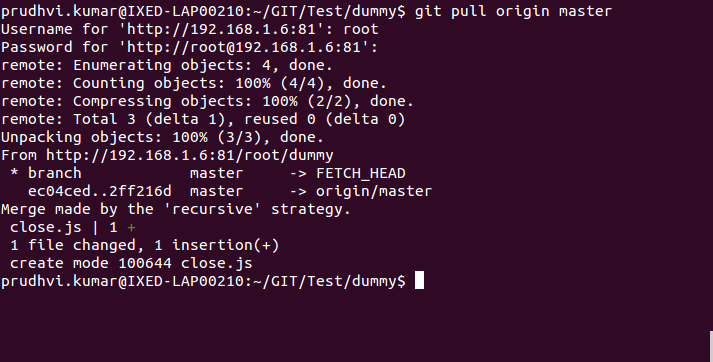 prudhvi.kumar@IXED-LAP00210:~/GIT/Test/dummy$ git pull origin master
Username for 'http://192.168.1.6:81': root
Password for 'http://root@192.168.1.6:81':
remote: Enumerating objects: 4, done.
remote: Counting objects: 100% (4/4), done.
remote: Compressing objects: 100% (2/2), done.
remote: Total 3 (delta 1), reused 0 (delta 0)
Unpacking objects: 100% (3/3), done.
From http://192.168.1.6:81/root/dummy
 * branch            master     -> FETCH_HEAD
   ec04ced..2ff216d  master     -> origin/master
Merge made by the 'recursive' strategy.
 close.js | 1 +
 1 file changed, 1 insertion(+)
 create mode 100644 close.js
prudhvi.kumar@IXED-LAP00210:~/GIT/Test/dummy$